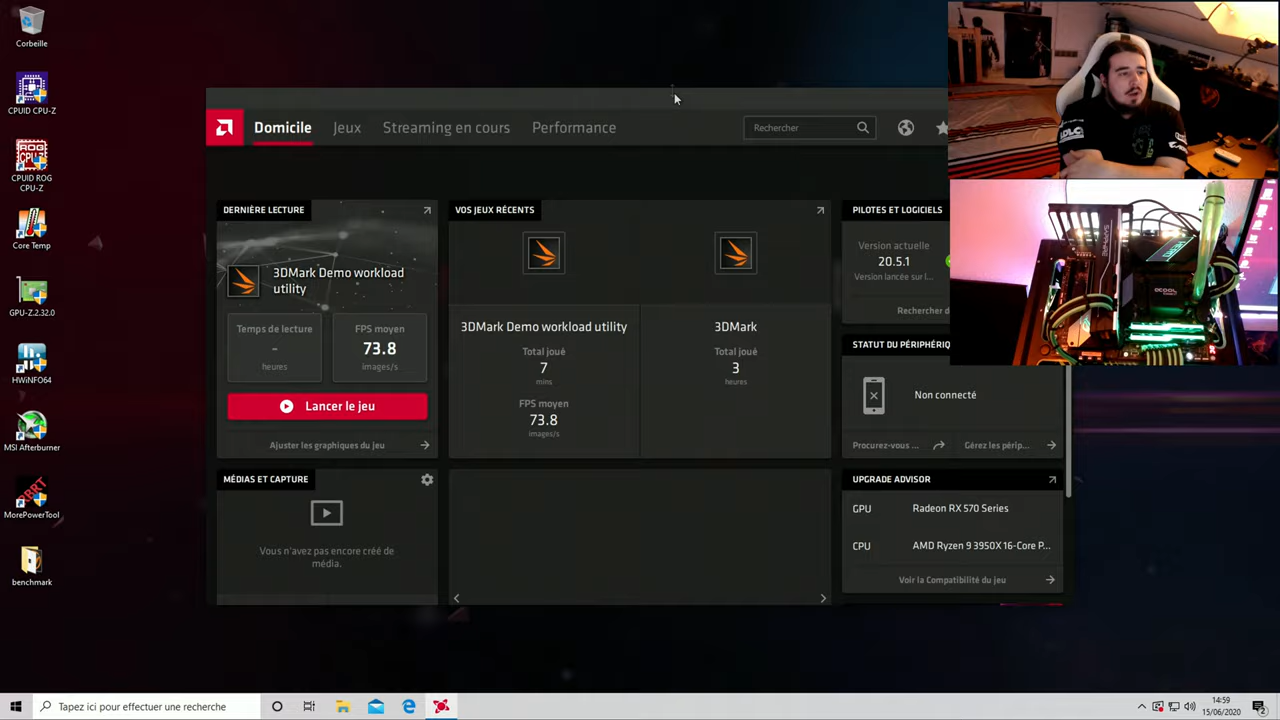 Corbeille
CPUID CPU-Z
CPUID ROG
CPU-Z
Core Temp
GPU-Z.2.32.0
HWiNFO64
MSI Afterburner
MorePowerTool
benchmark
Domicile
Jeux
Streaming en cours
Performance
Rechercher
DERNIÈRE LECTURE
3DMark Demo workload
utility
Temps de lecture
-
heures
FPS moyen
73.8
Images/s
Lancer le jeu
Ajuster les graphiques du jeu
VOS JEUX RÉCENTS
3DMark Demo workload utility
Total joué
7
mins
FPS moyen
73.8
images/s
3DMark
Total joué
3
heures
PILOTES ET LOGICIELS
Version actuelle
20.5.1
Version lancée sur l...
Rechercher d
STATUT DU PÉRIPHÉRIQ
Non connecté
Procurez-vous ...
Gérez les périp...
MÉDIAS ET CAPTURE
Vous n'avez pas encore créé de
média.
UPGRADE ADVISOR
GPU Radeon RX 570 Series
CPU AMD Ryzen 9 3950X 16-Core P...
Voir la Compatibilité du jeu
Tapez ici pour effectuer une recherche
14:59
15/06/2020
2